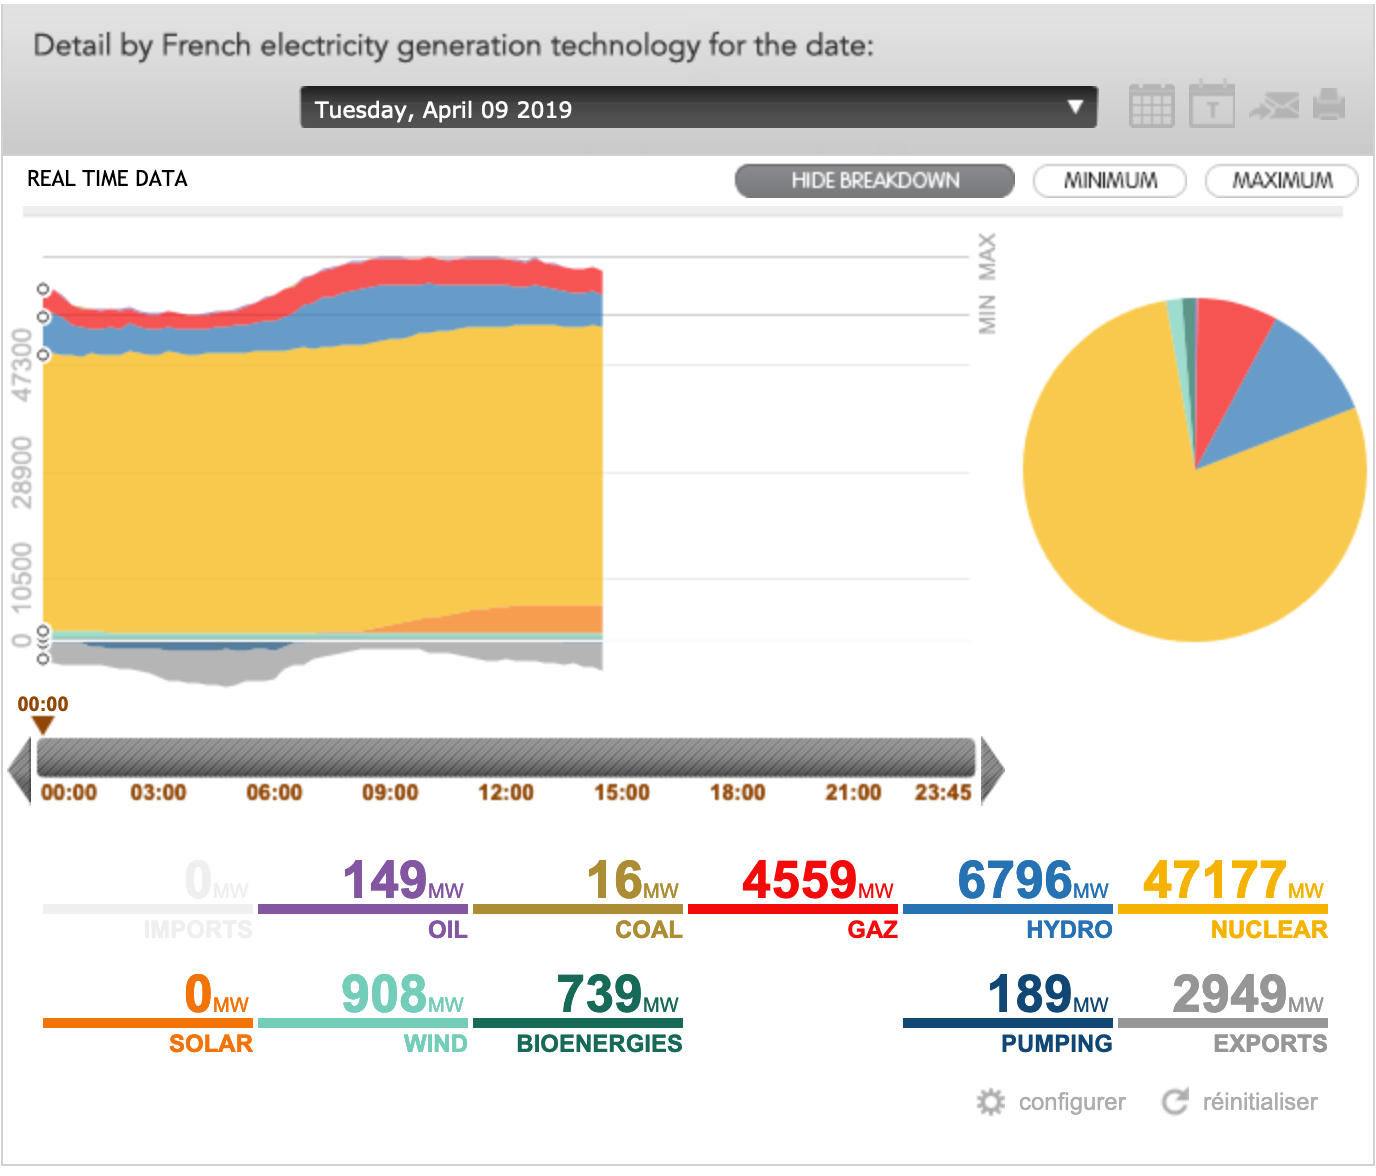 Detail by French electricity generation technology for the date:
Tuesday, April 09 2019
T
REAL TIME DATA
HIDE BREAKDOWN
MINIMUM
MAXIMUM
MAX
MIN
47300
28900
10500
0
00:00
00:00 03:00 06:00 09:00 12:00 15:00 18:00 21:00 23:45
0MW 149MW 16MW 4559MW 6796MW 47177MW
IMPORTS OIL COAL GAZ HYDRO NUCLEAR
0MW 908MW 739MW 189MW 2949MW
SOLAR WIND BIOENERGIES PUMPING EXPORTS
configurer réinitialiser